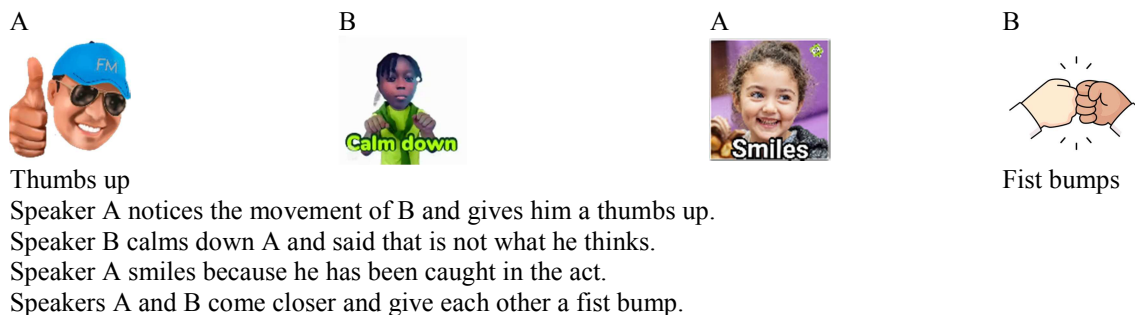 A B A B
FM
Calm down
Smiles
Thumbs up Fist bumps
Speaker A notices the movement of B and gives him a thumbs up.
Speaker B calms down A and said that is not what he thinks.
Speaker A smiles because he has been caught in the act.
Speakers A and B come closer and give each other a fist bump.